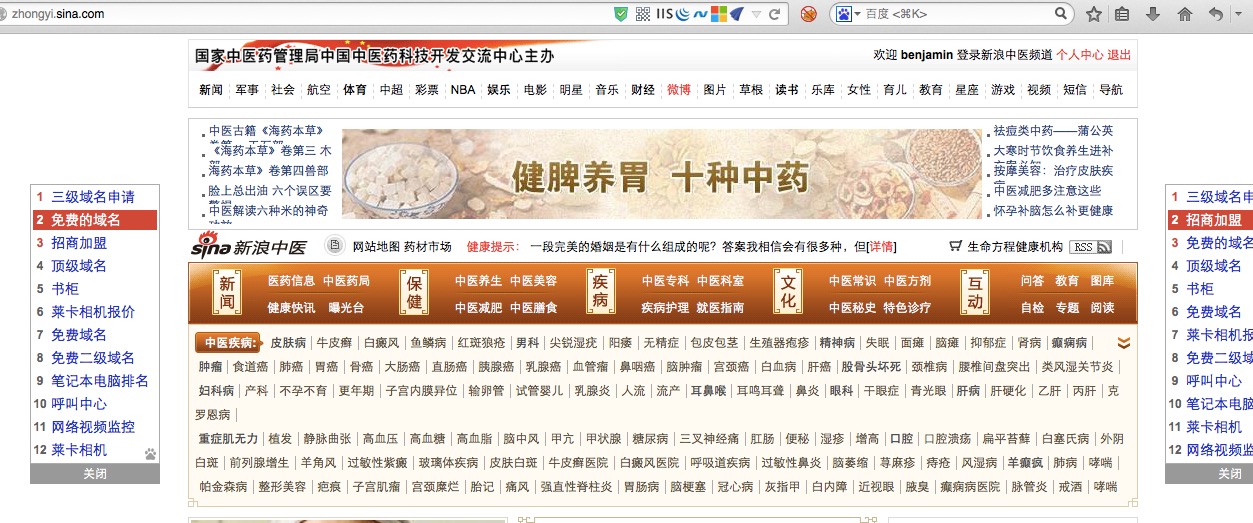 zhongyi.sina.com
IIS
百度 <⌘K>
国家中医药管理局中国中医药科技开发交流中心主办
欢迎 benjamin 登录新浪中医频道 个人中心 退出
新闻 军事 社会 航空 体育 中超 彩票 NBA 娱乐 电影 明星 音乐 财经 微博 图片 草根 读书 乐库 女性 育儿 教育 星座 游戏 视频 短信 导航
中医古籍《海药本草》
《海药本草》卷第三 木
海药本草》卷第四兽部
脸上总出油 六个误区要
中医解读六种米的神奇
健脾养胃 十种中药
祛痘类中药——蒲公英
大寒时节饮食养生进补
按摩美容：治疗皮肤疾
中医减肥多注意这些
怀孕补脑怎么补更健康
sina 新浪中医
网站地图 药材市场
健康提示： 一段完美的婚姻是有什么组成的呢？答案我相信会有很多种，但[详情]
生命方程健康机构
RSS
新闻 医药信息 中医药局
健康快讯 曝光台
保健 中医养生 中医美容
中医减肥 中医膳食
疾病 中医专科 中医科室
疾病护理 就医指南
文化 中医常识 中医方剂
中医秘史 特色诊疗
互动 问答 教育 图库
自检 专题 阅读
中医疾病: 皮肤病 | 牛皮癣 | 白癜风 | 鱼鳞病 | 红斑狼疮 | 男科 | 尖锐湿疣 | 阳痿 | 无精症 | 包皮包茎 | 生殖器疱疹 | 精神病 | 失眠 | 面瘫 | 脑瘫 | 抑郁症 | 肾病 | 癫痫病 |
肿瘤 | 食道癌 | 肺癌 | 胃癌 | 骨癌 | 大肠癌 | 直肠癌 | 胰腺癌 | 乳腺癌 | 血管瘤 | 鼻咽癌 | 脑肿瘤 | 宫颈癌 | 白血病 | 肝癌 | 股骨头坏死 | 颈椎病 | 腰椎间盘突出 | 类风湿关节炎 |
妇科病 | 产科 | 不孕不育 | 更年期 | 子宫内膜异位 | 输卵管 | 试管婴儿 | 乳腺炎 | 人流 | 流产 | 耳鼻喉 | 耳鸣耳聋 | 鼻炎 | 眼科 | 干眼症 | 青光眼 | 肝病 | 肝硬化 | 乙肝 | 丙肝 | 克
罗恩病 |
重症肌无力 | 植发 | 静脉曲张 | 高血压 | 高血糖 | 高血脂 | 脑中风 | 甲亢 | 甲状腺 | 糖尿病 | 三叉神经痛 | 肛肠 | 便秘 | 湿疹 | 增高 | 口腔 | 口腔溃疡 | 扁平苔藓 | 白塞氏病 | 外阴
白斑 | 前列腺增生 | 羊角风 | 过敏性紫癜 | 玻璃体疾病 | 皮肤白斑 | 牛皮癣医院 | 白癜风医院 | 呼吸道疾病 | 过敏性鼻炎 | 脑萎缩 | 荨麻疹 | 痔疮 | 风湿病 | 羊癫疯 | 肺病 | 哮喘 |
帕金森病 | 整形美容 | 疤痕 | 子宫肌瘤 | 宫颈糜烂 | 胎记 | 痛风 | 强直性脊柱炎 | 胃肠病 | 脑梗塞 | 冠心病 | 灰指甲 | 白内障 | 近视眼 | 腋臭 | 癫痫病医院 | 脉管炎 | 戒酒 | 哮喘
1 三级域名申请
2 免费的域名
3 招商加盟
4 顶级域名
5 书柜
6 莱卡相机报价
7 免费域名
8 免费二级域名
9 笔记本电脑排名
10 呼叫中心
11 网络视频监控
12 莱卡相机
关闭
1 三级域名申
2 招商加盟
3 免费的域名
4 顶级域名
5 书柜
6 免费域名
7 莱卡相机报
8 免费二级域
9 呼叫中心
10 笔记本电脑
11 莱卡相机
12 网络视频监
关闭